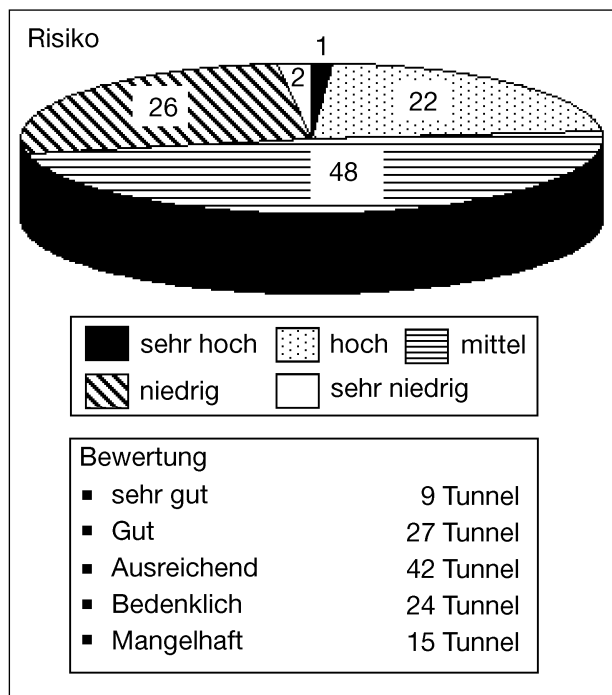 Risiko
1
2
26
22
48
sehr hoch hoch mittel
niedrig sehr niedrig
Bewertung
▪ sehr gut 9 Tunnel
▪ Gut 27 Tunnel
▪ Ausreichend 42 Tunnel
▪ Bedenklich 24 Tunnel
▪ Mangelhaft 15 Tunnel